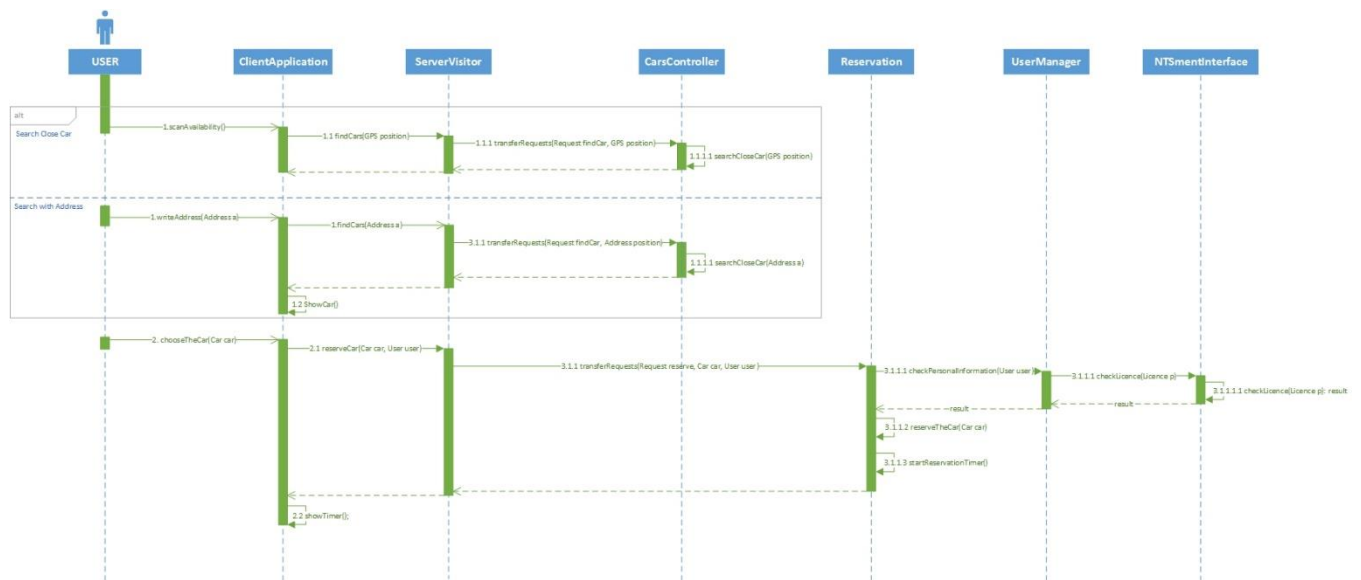 USER
ClientApplication
ServerVisitor
CarsController
Reservation
UserManager
NTSmentInterface
alt
Search Close Car
1.scanAvailability()
1.1 findCars(GPS position)
1.1.1 transferRequests(Request findCar, GPS position)
1.1.1.1 searchCloseCar(GPS position)
Search with Address
1.writeAddress(Address a)
1.findCars(Address a)
3.1.1 transferRequests(Request findCar, Address position)
1.1.1.1 searchCloseCar(Address a)
1.2 ShowCar()
2. chooseTheCar(Car car)
2.1 reserveCar(Car car, User user)
3.1.1 transferRequests(Request reserve, Car car, User user)
3.1.1.1 checkPersonalInformation(User user)
3.1.1.1 checkLicence(Licence p)
3.1.1.1.1 checkLicence(Licence p): result
result
result
3.1.1.2 reserveTheCar(Car car)
3.1.1.3 startReservationTimer()
2.2 showTimer();